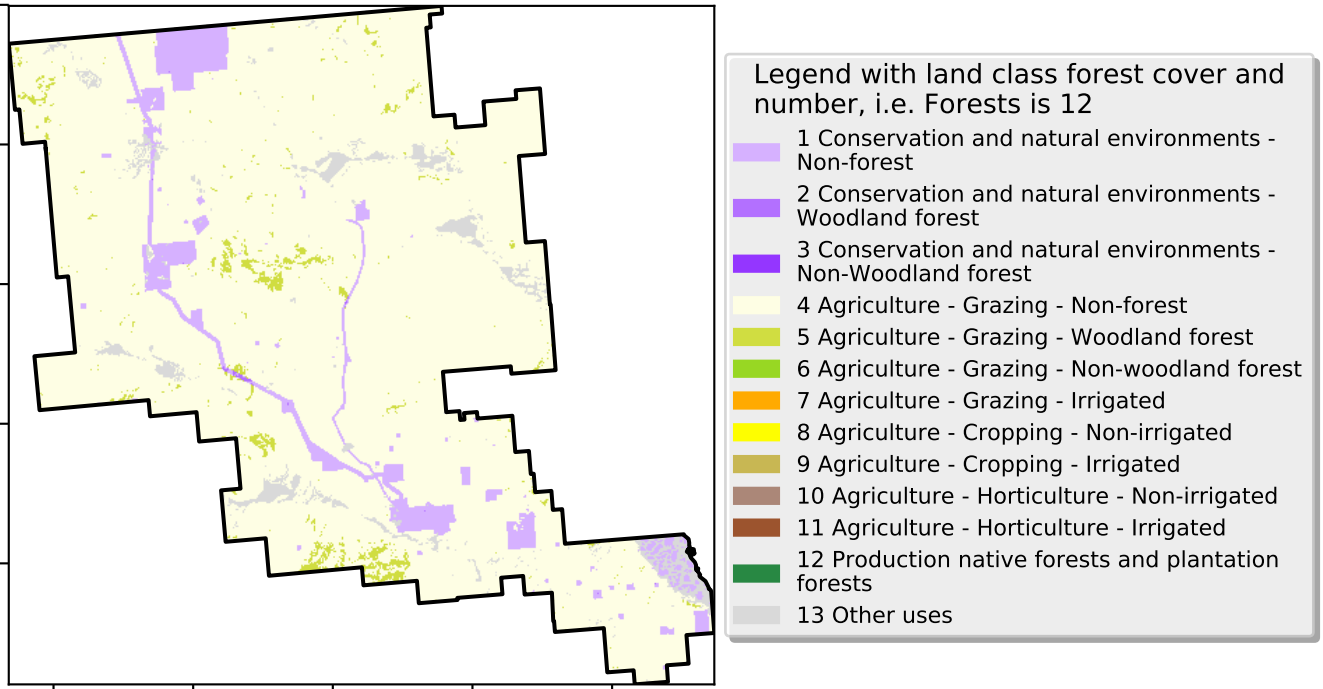 Legend with land class forest cover and
number, i.e. Forests is 12
1 Conservation and natural environments -
Non-forest
2 Conservation and natural environments -
Woodland forest
3 Conservation and natural environments -
Non-Woodland forest
4 Agriculture - Grazing - Non-forest
5 Agriculture - Grazing - Woodland forest
6 Agriculture - Grazing - Non-woodland forest
7 Agriculture - Grazing - Irrigated
8 Agriculture - Cropping - Non-irrigated
9 Agriculture - Cropping - Irrigated
10 Agriculture - Horticulture - Non-irrigated
11 Agriculture - Horticulture - Irrigated
12 Production native forests and plantation
forests
13 Other uses